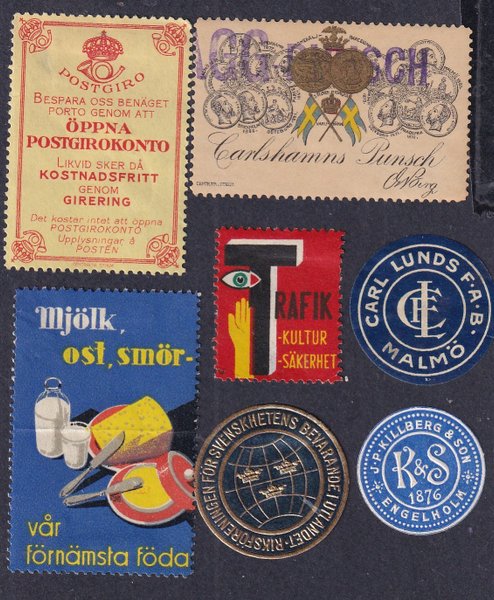 POSTGIRO
BESPARA OSS BENÄGET
PORTO GENOM ATT
ÖPPNA
POSTGIROKONTO
LIKVID SKER DÅ
KOSTNADSFRITT
GENOM
GIRERING
Det kostar intet att öppna
POSTGIROKONTO
Upplysningar å
POSTEN
Carlshamns Punsch
TRAFIK
-KULTUR
-SÄKERHET
CARL LUNDS F.A.B.
MALMÖ
Mjölk,
ost, smör-
vår
förnämsta föda
RIKSFÖRENINGEN FÖR SVENSKHETENS BEVARANDE I UTLANDET
J.P. KILLBERG & SON
K&S
1876
ENGELHOLM